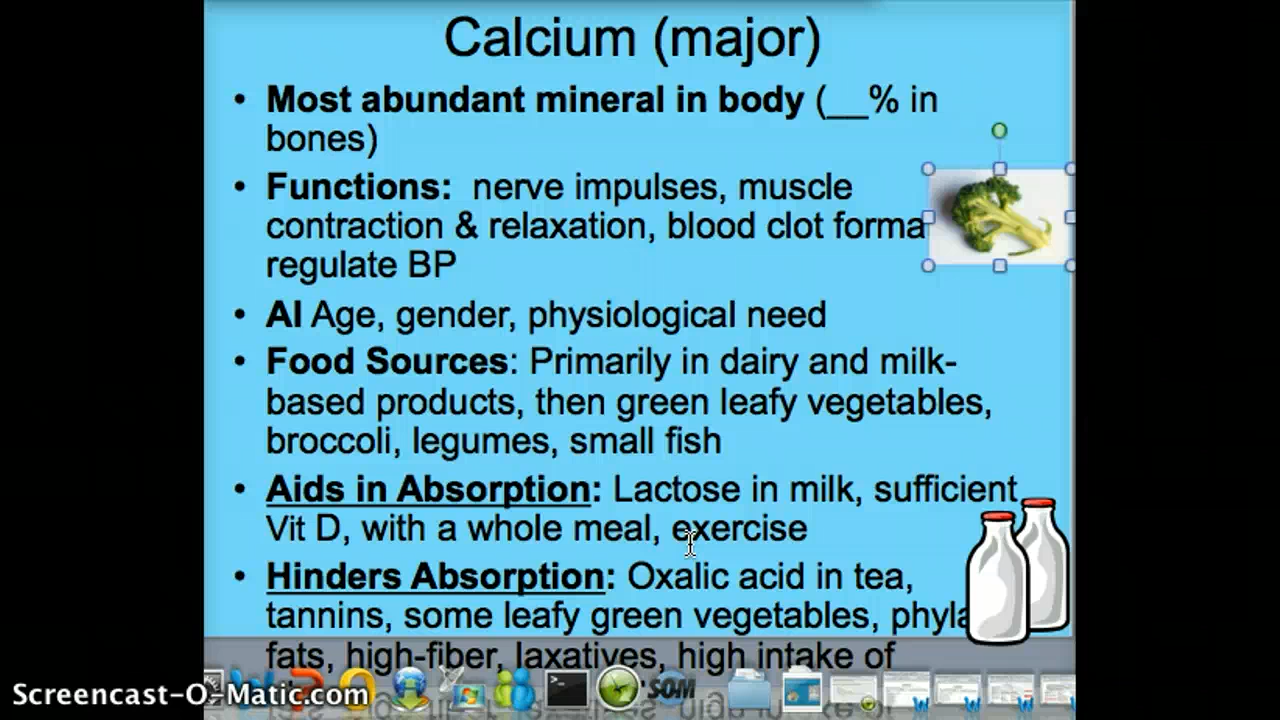 Calcium (major)
• Most abundant mineral in body (__% in
bones)
• Functions: nerve impulses, muscle
contraction & relaxation, blood clot forma
regulate BP
• AI Age, gender, physiological need
• Food Sources: Primarily in dairy and milk-
based products, then green leafy vegetables,
broccoli, legumes, small fish
• Aids in Absorption: Lactose in milk, sufficient
Vit D, with a whole meal, exercise
• Hinders Absorption: Oxalic acid in tea,
tannins, some leafy green vegetables, phyla
fats, high-fiber, laxatives, high intake of
Screencast-O-Matic.com
'SOM